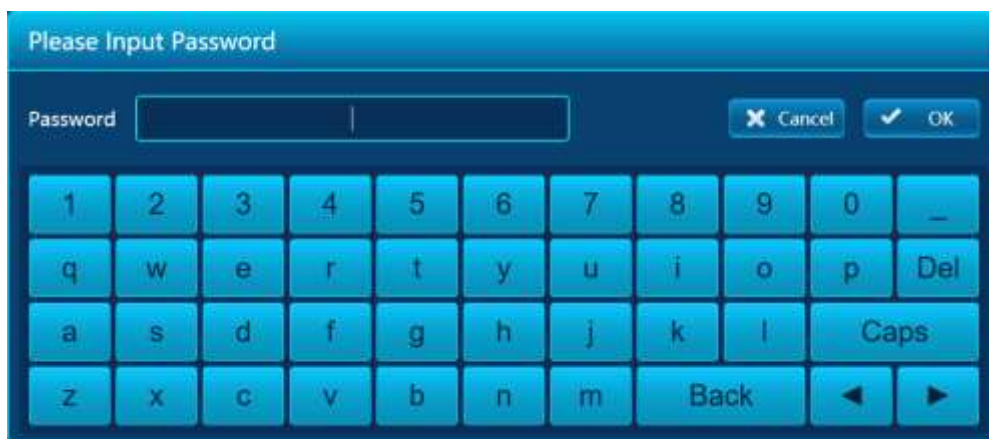 Please Input Password
Password Cancel OK
1 2 3 4 5 6 7 8 9 0 _
q w e r t y u i o p Del
a s d f g h j k l Caps
z x c v b n m Back ◄ ►